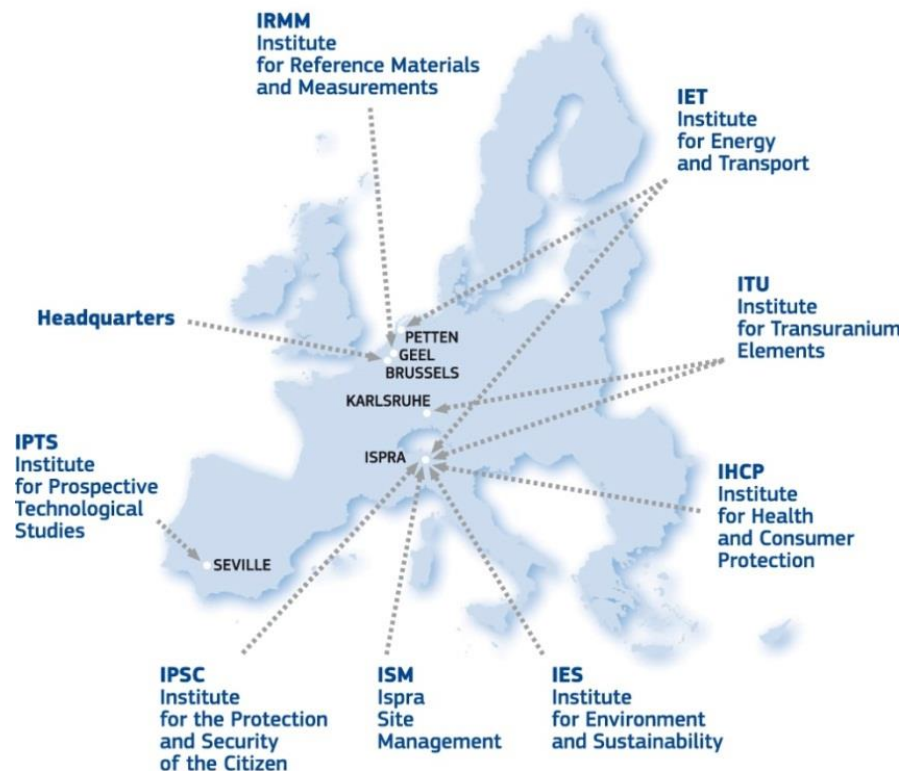 IRMM
Institute
for Reference Materials
and Measurements
IET
Institute
for Energy
and Transport
Headquarters
ITU
Institute
for Transuranium
Elements
PETTEN
GEEL
BRUSSELS
KARLSRUHE
ISPRA
IPTS
Institute
for Prospective
Technological
Studies
SEVILLE
IHCP
Institute
for Health
and Consumer
Protection
IPSC
Institute
for the Protection
and Security
of the Citizen
ISM
Ispra
Site
Management
IES
Institute
for Environment
and Sustainability